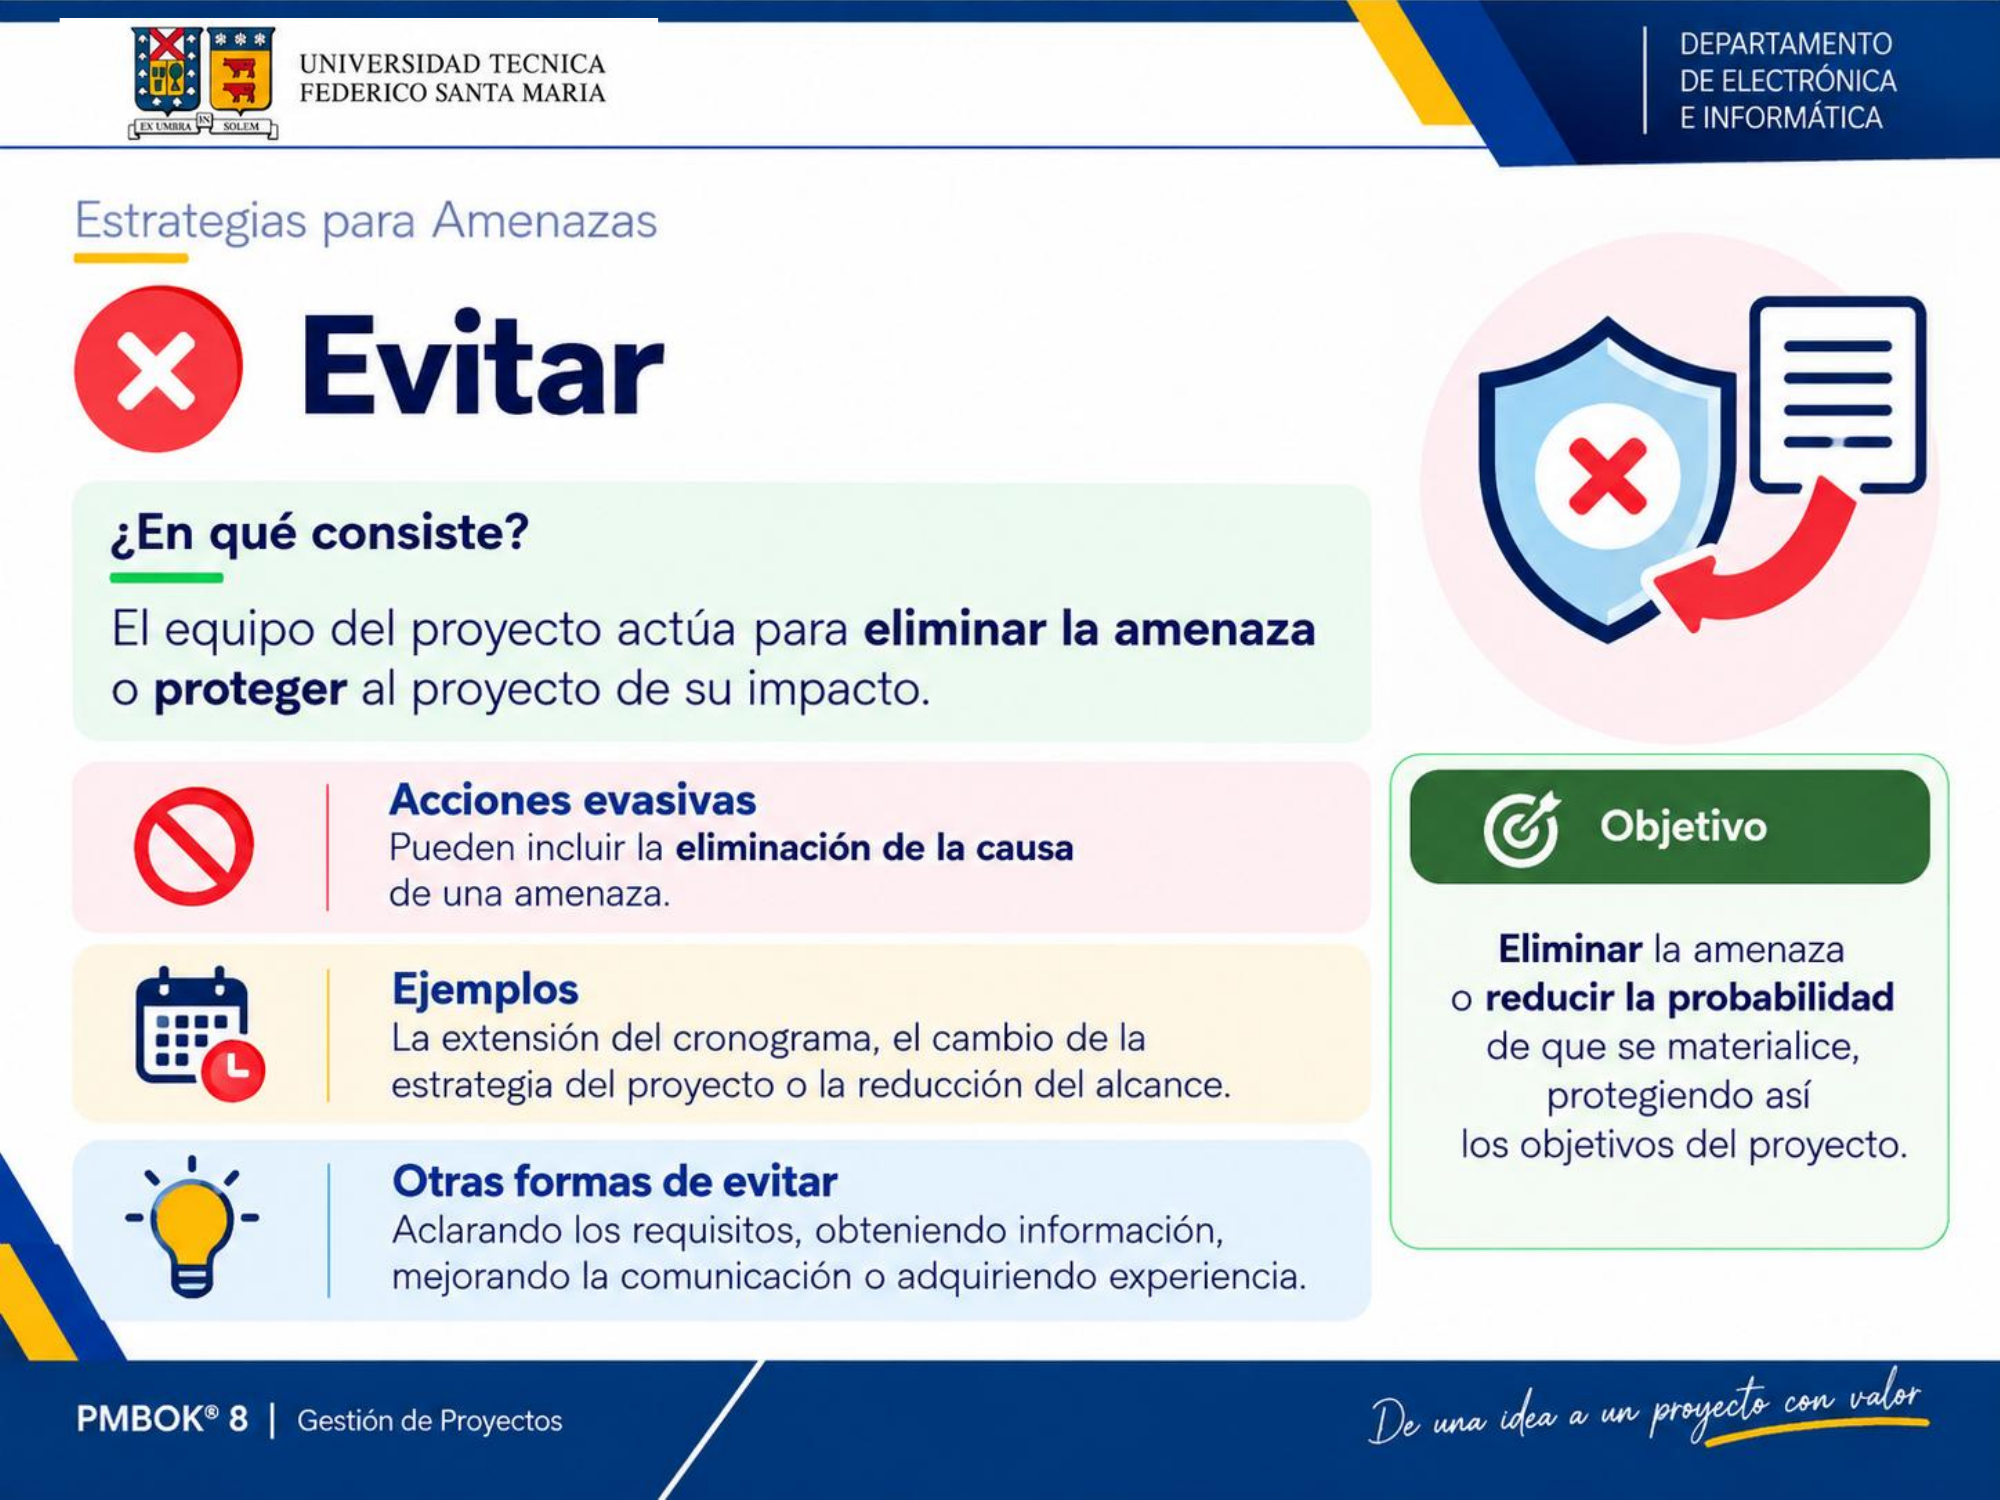 EX UMBRA IN SOLEM
UNIVERSIDAD TECNICA
FEDERICO SANTA MARIA
DEPARTAMENTO
DE ELECTRÓNICA
E INFORMÁTICA
Estrategias para Amenazas
Evitar
¿En qué consiste?
El equipo del proyecto actúa para eliminar la amenaza
o proteger al proyecto de su impacto.
Acciones evasivas
Pueden incluir la eliminación de la causa
de una amenaza.
Ejemplos
La extensión del cronograma, el cambio de la
estrategia del proyecto o la reducción del alcance.
Otras formas de evitar
Aclarando los requisitos, obteniendo información,
mejorando la comunicación o adquiriendo experiencia.
Objetivo
Eliminar la amenaza
o reducir la probabilidad
de que se materialice,
protegiendo así
los objetivos del proyecto.
PMBOK® 8 | Gestión de Proyectos
De una idea a un proyecto con valor